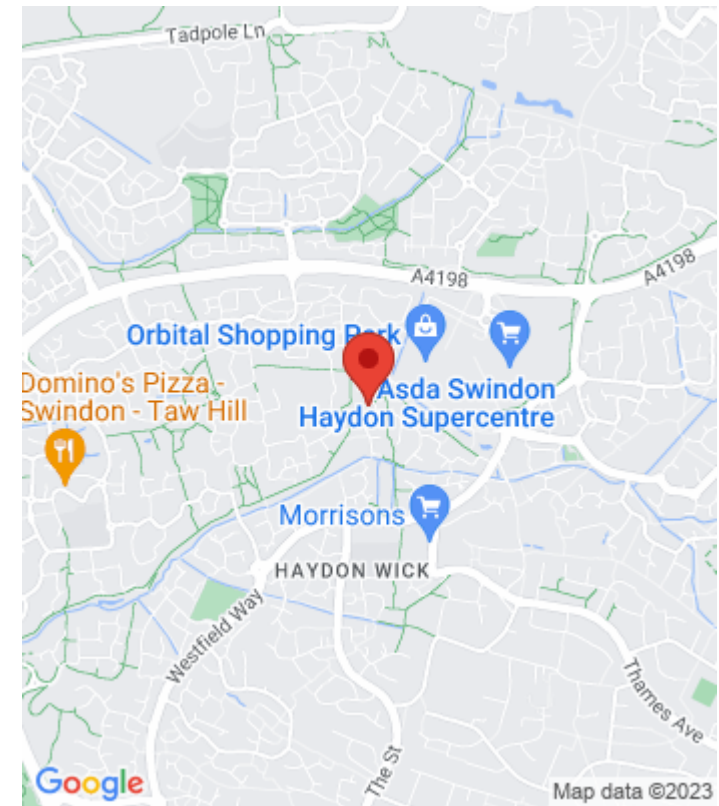 Tadpole Ln
A4198
A4198
Orbital Shopping Park
Domino's Pizza -
Swindon - Taw Hill
Asda Swindon
Haydon Supercentre
Morrisons
HAYDON WICK
Westfield Way
Thames Ave
The St
Google
Map data ©2023